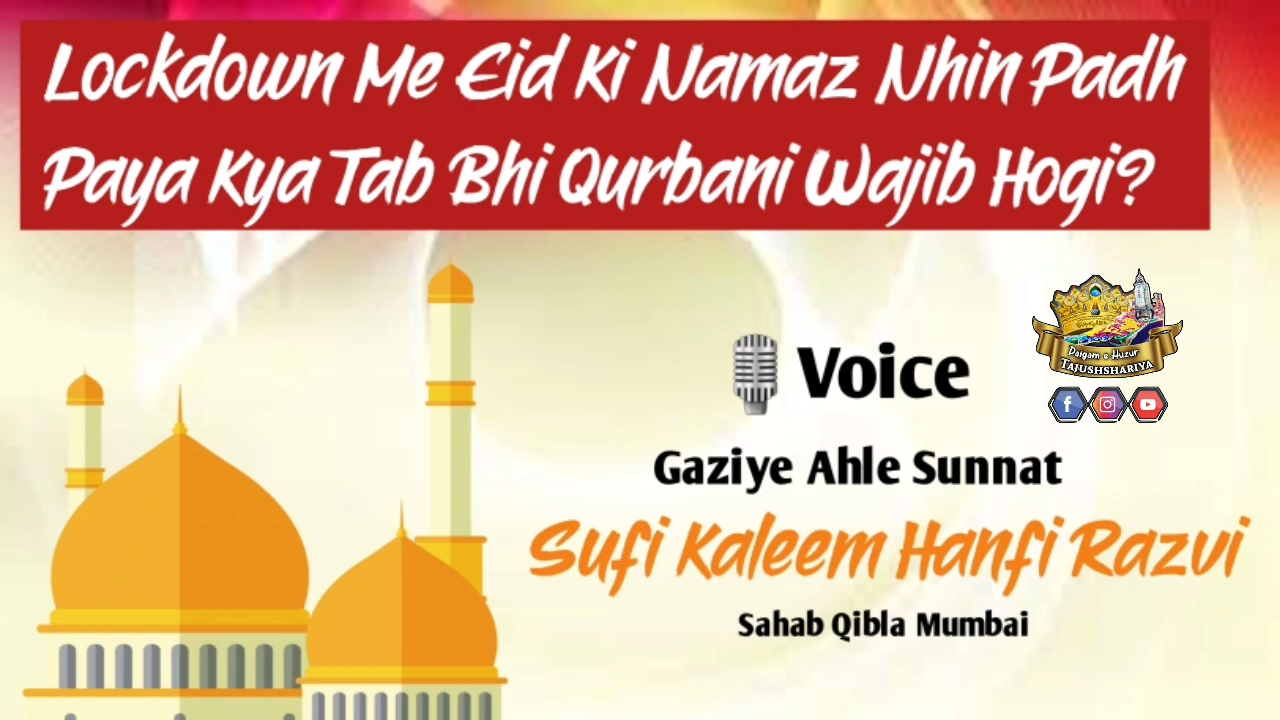 Lockdown Me Eid Ki Namaz Nhin Padh
Paya Kya Tab Bhi Qurbani Wajib Hogi?
Voice
Paigam e Huzur
TAJUSHSHARIYA
Gaziye Ahle Sunnat
Sufi Kaleem Hanfi Razvi
Sahab Qibla Mumbai